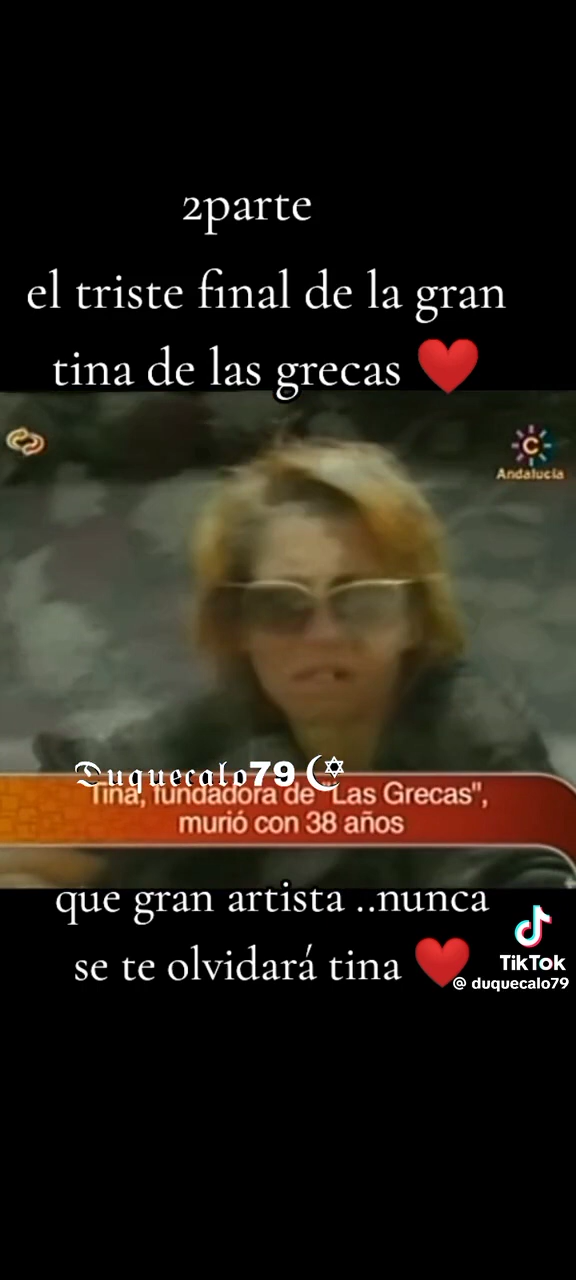 2parte
el triste final de la gran
tina de las grecas ❤️
C
Andalucía
Duquecalo79 ☪✡
Tina, fundadora de "Las Grecas",
murió con 38 años
que gran artista ..nunca
se te olvidará tina ❤️
TikTok
@ duquecalo79